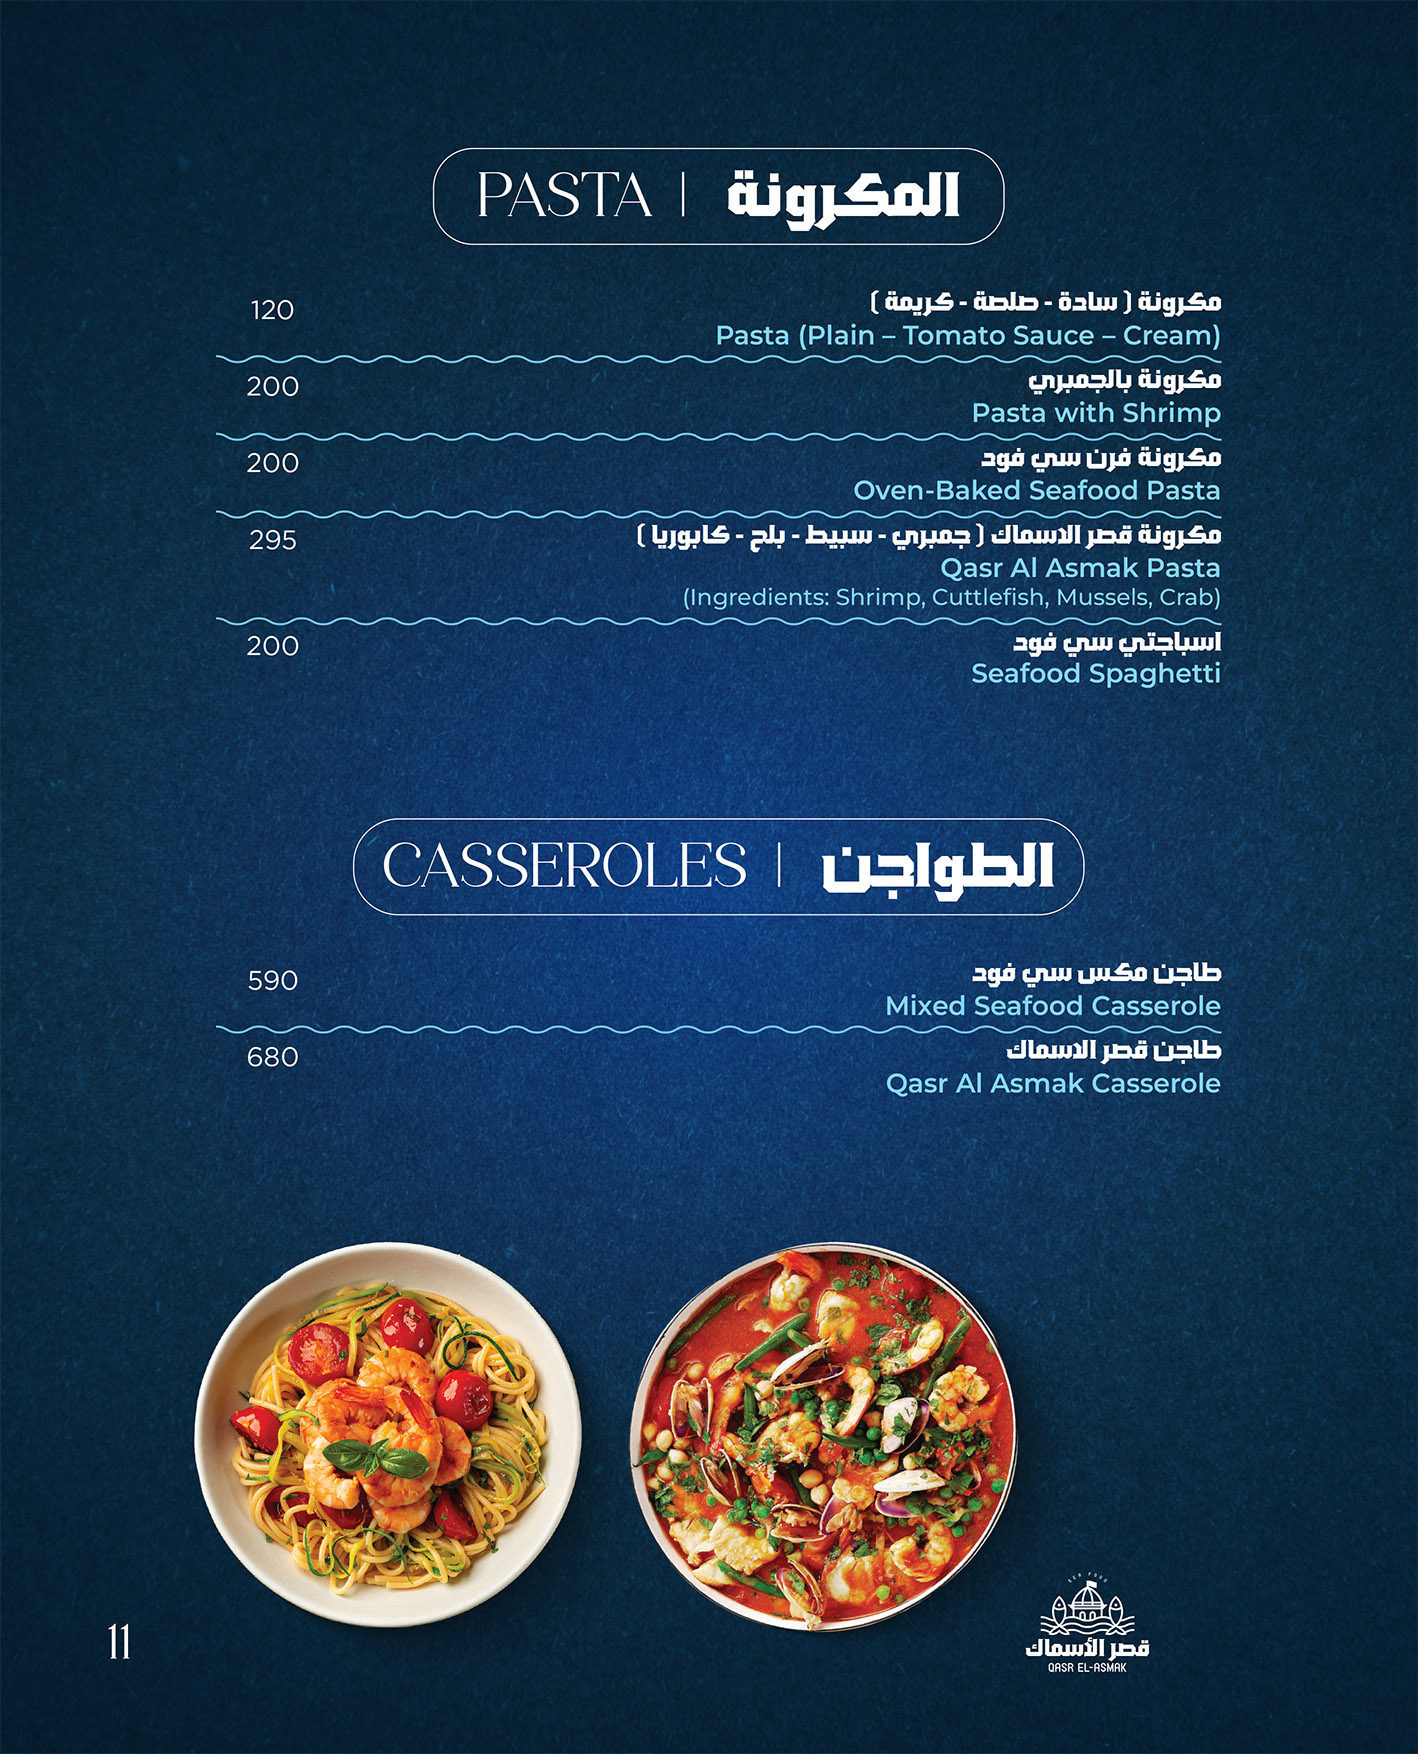 PASTA | المكرونة
مكرونة ( سادة - صلصة - كريمة )
120
Pasta (Plain – Tomato Sauce – Cream)
مكرونة بالجمبري
200
Pasta with Shrimp
مكرونة فرن سي فود
200
Oven-Baked Seafood Pasta
مكرونة قصر الاسماك ( جمبري - سبيط - بلح - كابوريا )
295
Qasr Al Asmak Pasta
(Ingredients: Shrimp, Cuttlefish, Mussels, Crab)
اسباجتي سي فود
200
Seafood Spaghetti
CASSEROLES | الطواجن
طاجن مكس سي فود
590
Mixed Seafood Casserole
طاجن قصر الاسماك
680
Qasr Al Asmak Casserole
SEA FOOD
قصر الأسماك
QASR EL-ASMAK
11